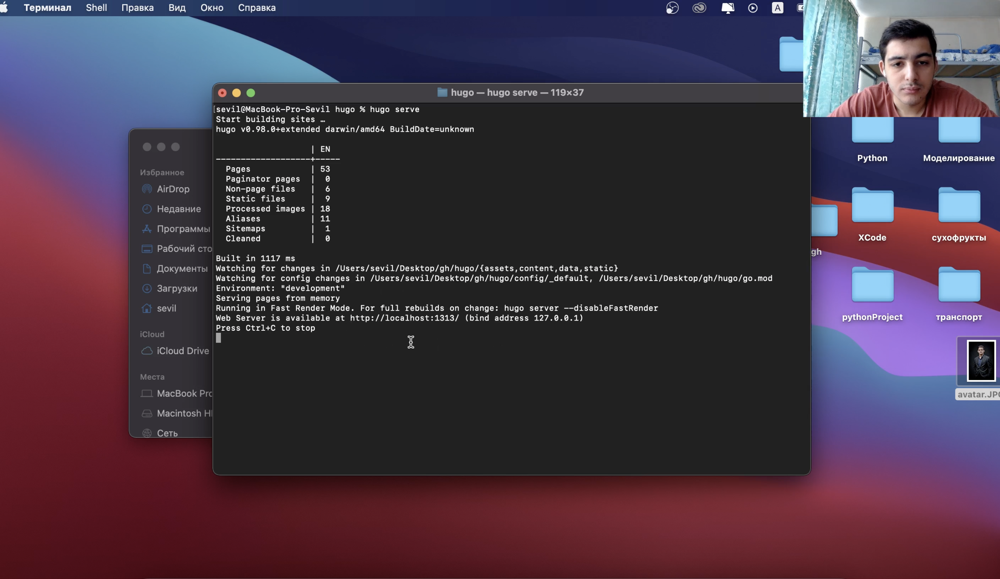 Терминал Shell Правка Вид Окно Справка A
hugo — hugo serve — 119×37
[sevil@MacBook-Pro-Sevil hugo % hugo serve
Start building sites …
hugo v0.98.0+extended darwin/amd64 BuildDate=unknown
| EN
-------------------+-----
Pages | 53
Paginator pages | 0
Non-page files | 6
Static files | 9
Processed images | 18
Aliases | 11
Sitemaps | 1
Cleaned | 0
Built in 1117 ms
Watching for changes in /Users/sevil/Desktop/gh/hugo/{assets,content,data,static}
Watching for config changes in /Users/sevil/Desktop/gh/hugo/config/_default, /Users/sevil/Desktop/gh/hugo/go.mod
Environment: "development"
Serving pages from memory
Running in Fast Render Mode. For full rebuilds on change: hugo server --disableFastRender
Web Server is available at http://localhost:1313/ (bind address 127.0.0.1)
Press Ctrl+C to stop
Избранное
AirDrop
Недавние
Программы
Рабочий сто
Документы
Загрузки
sevil
iCloud
iCloud Drive
Места
MacBook Pro
Macintosh H
Сеть
Python Моделирование
XCode сухофрукты
gh
pythonProject транспорт
avatar.JP